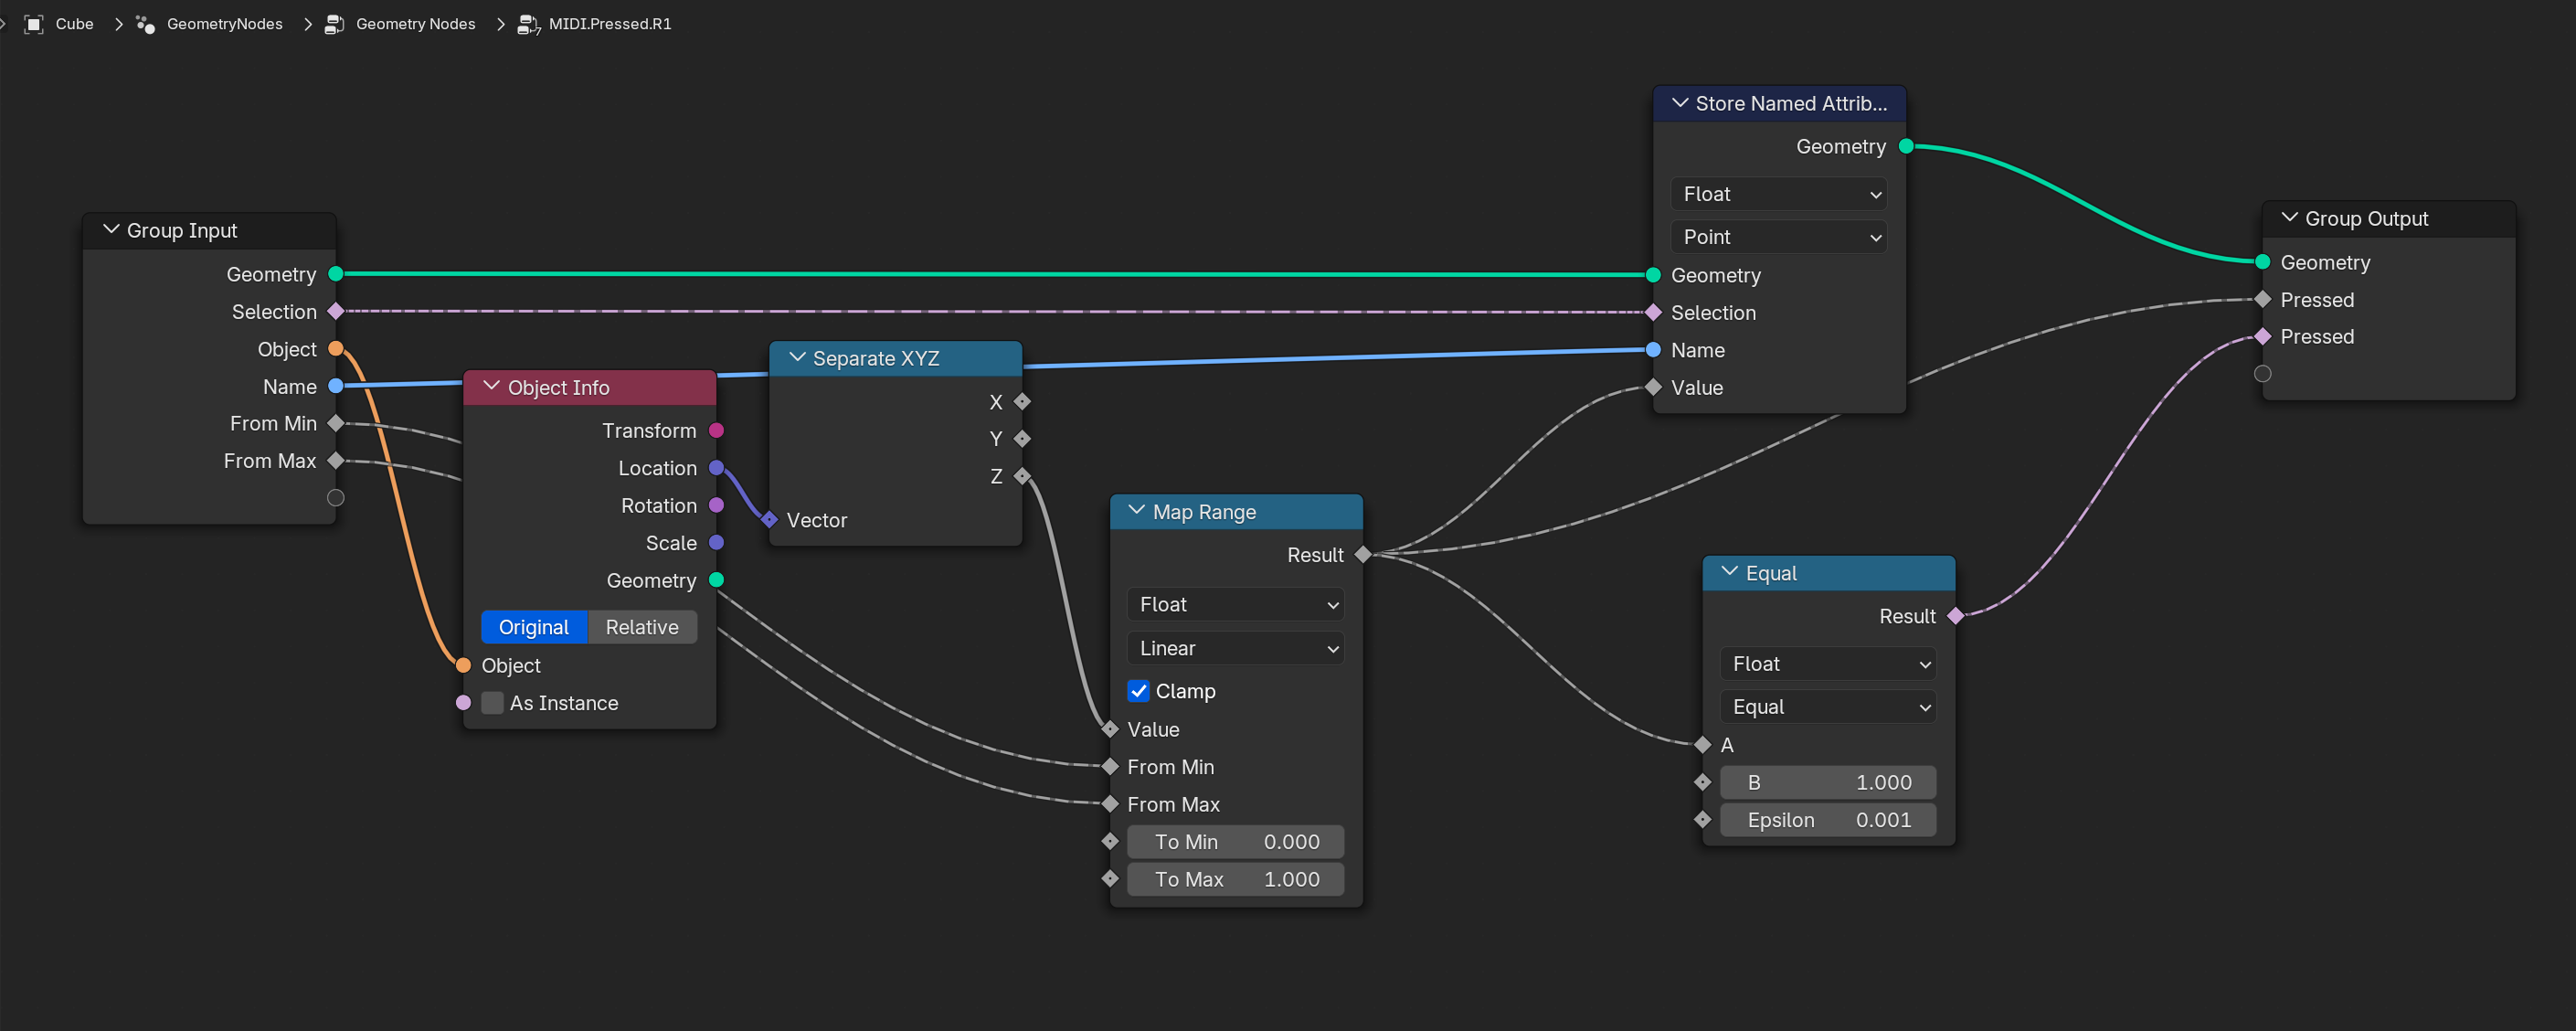 Cube
GeometryNodes
Geometry Nodes
7
MIDI.Pressed.R1
Group Input
Geometry
Selection
Object
Name
From Min
From Max
Object Info
Transform
Location
Rotation
Scale
Geometry
Original
Relative
Object
As Instance
Separate XYZ
X
Y
Z
Vector
Map Range
Result
Float
Linear
Clamp
Value
From Min
From Max
To Min 0.000
To Max 1.000
Store Named Attrib...
Geometry
Float
Point
Geometry
Selection
Name
Value
Equal
Result
Float
Equal
A
B 1.000
Epsilon 0.001
Group Output
Geometry
Pressed
Pressed